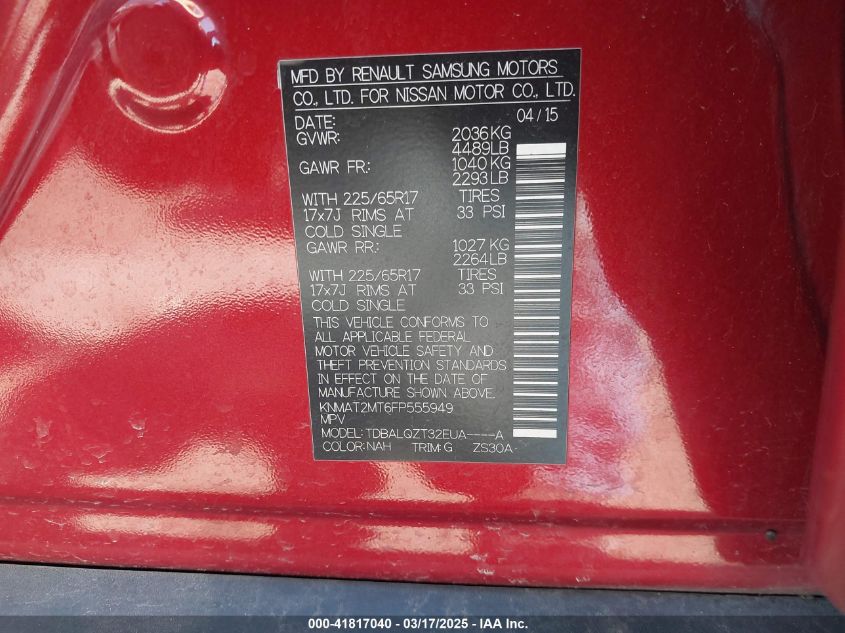 MFD BY RENAULT SAMSUNG MOTORS
CO., LTD. FOR NISSAN MOTOR CO., LTD.
DATE: 04/15
GVWR: 2036KG
4489LB
GAWR FR.: 1040KG
2293LB
WITH 225/65R17 TIRES
17x7J RIMS AT 33 PSI
COLD SINGLE
GAWR RR.: 1027KG
2264LB
WITH 225/65R17 TIRES
17x7J RIMS AT 33 PSI
COLD SINGLE
THIS VEHICLE CONFORMS TO
ALL APPLICABLE FEDERAL
MOTOR VEHICLE SAFETY AND
THEFT PREVENTION STANDARDS
IN EFFECT ON THE DATE OF
MANUFACTURE SHOWN ABOVE.
KNMAT2MT6FP555949
MPV
MODEL: TDBALQZT32EUA----A
COLOR:NAH TRIM:G ZS30A-
000-41817040 - 03/17/2025 - IAA Inc.